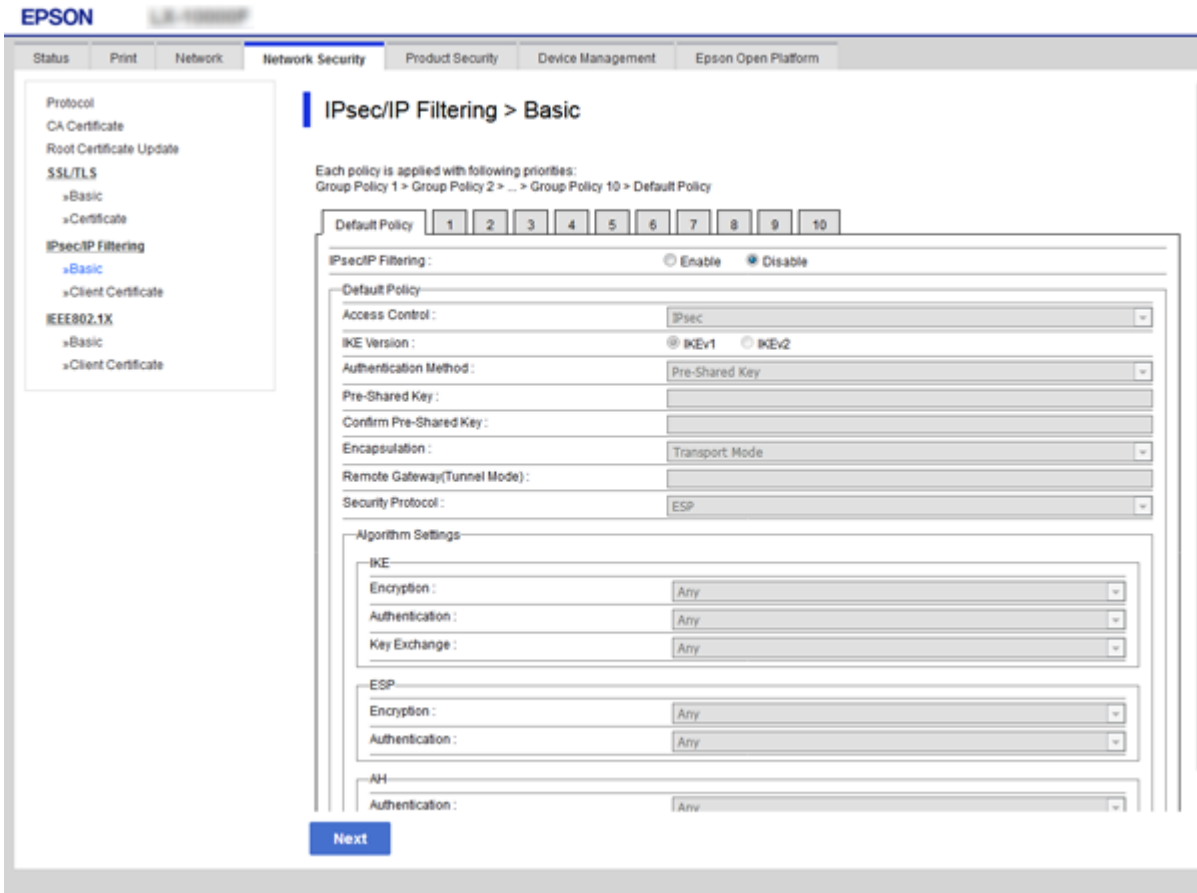 EPSON
Status Print Network Network Security Product Security Device Management Epson Open Platform
Protocol
CA Certificate
Root Certificate Update
SSL/TLS
»Basic
»Certificate
IPsec/IP Filtering
»Basic
»Client Certificate
IEEE802.1X
»Basic
»Client Certificate
IPsec/IP Filtering > Basic
Each policy is applied with following priorities:
Group Policy 1 > Group Policy 2 > ... > Group Policy 10 > Default Policy
Default Policy 1 2 3 4 5 6 7 8 9 10
IPsec/IP Filtering : Enable Disable
Default Policy
Access Control : IPsec
IKE Version : IKEv1 IKEv2
Authentication Method : Pre-Shared Key
Pre-Shared Key :
Confirm Pre-Shared Key :
Encapsulation : Transport Mode
Remote Gateway(Tunnel Mode) :
Security Protocol : ESP
Algorithm Settings
IKE
Encryption : Any
Authentication : Any
Key Exchange : Any
ESP
Encryption : Any
Authentication : Any
AH
Authentication : Any
Next